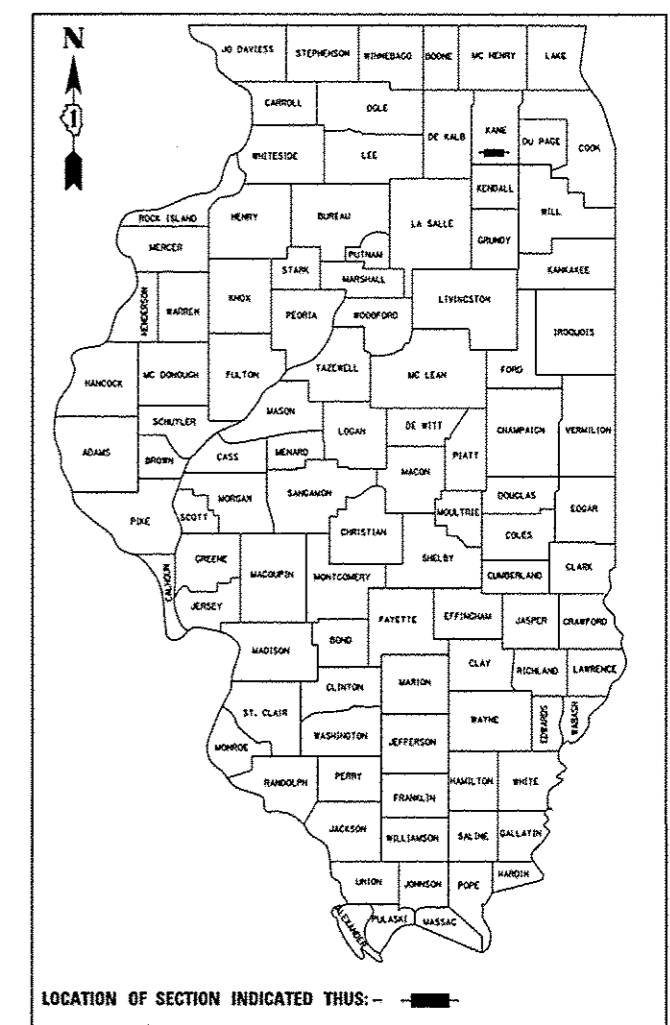 N
1
JO DAVIESS STEPHENSON WINNEBAGO BOONE MC HENRY LAKE
CARROLL OGLE DE KALB KANE DU PAGE COOK
WHITESIDE LEE KENDALL WILL
ROCK ISLAND HENRY BUREAU LA SALLE GRUNDY
MERCER PUTNAM KANKAKEE
STARK MARSHALL
HENDERSON WARREN KNOX PEORIA WOODFORD LIVINGSTON IROQUOIS
HANCOCK MC DONOUGH FULTON TAZEWELL MC LEAN FORD
SCHUYLER MASON LOGAN DE WITT CHAMPAIGN VERMILION
ADAMS BROWN CASS MENARD MACON PIATT
PIKE SCOTT MORGAN SANGAMON MOULTRIE DOUGLAS EDGAR
CHRISTIAN COLES
CALHOUN GREENE MACOUPIN MONTGOMERY SHELBY CUMBERLAND CLARK
JERSEY FAYETTE EFFINGHAM JASPER CRAWFORD
MADISON BOND CLAY RICHLAND LAWRENCE
CLINTON MARION
ST. CLAIR WAYNE EDWARDS WABASH
MONROE WASHINGTON JEFFERSON
RANDOLPH PERRY HAMILTON WHITE
FRANKLIN
JACKSON WILLIAMSON SALINE GALLATIN
UNION JOHNSON POPE HARDIN
ALEXANDER PULASKI MASSAC
LOCATION OF SECTION INDICATED THUS: -